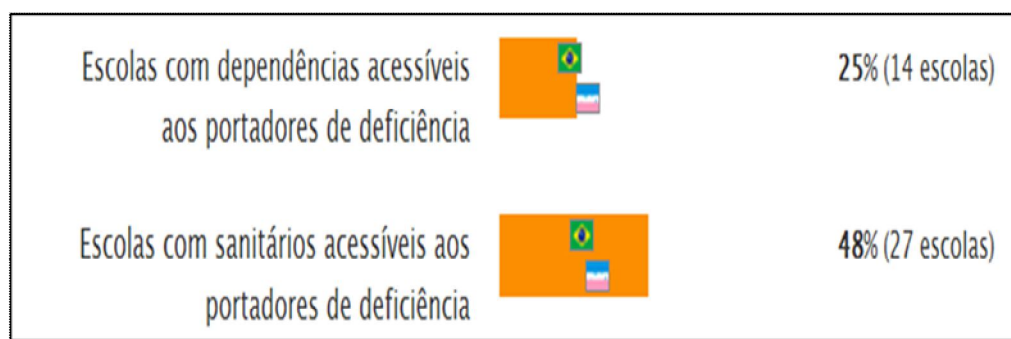 Escolas com dependências acessíveis
aos portadores de deficiência
25% (14 escolas)
Escolas com sanitários acessíveis aos
portadores de deficiência
48% (27 escolas)